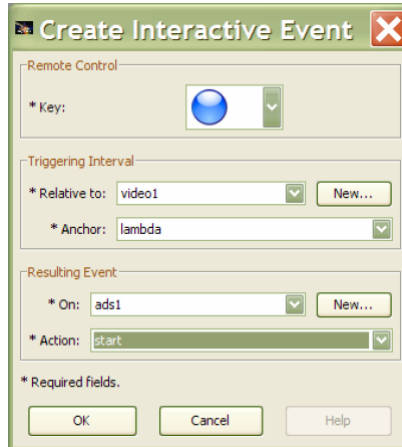 Create Interactive Event
Remote Control
* Key:
Triggering Interval
* Relative to: video1 New...
* Anchor: lambda
Resulting Event
* On: ads1 New...
* Action: start
* Required fields.
OK Cancel Help